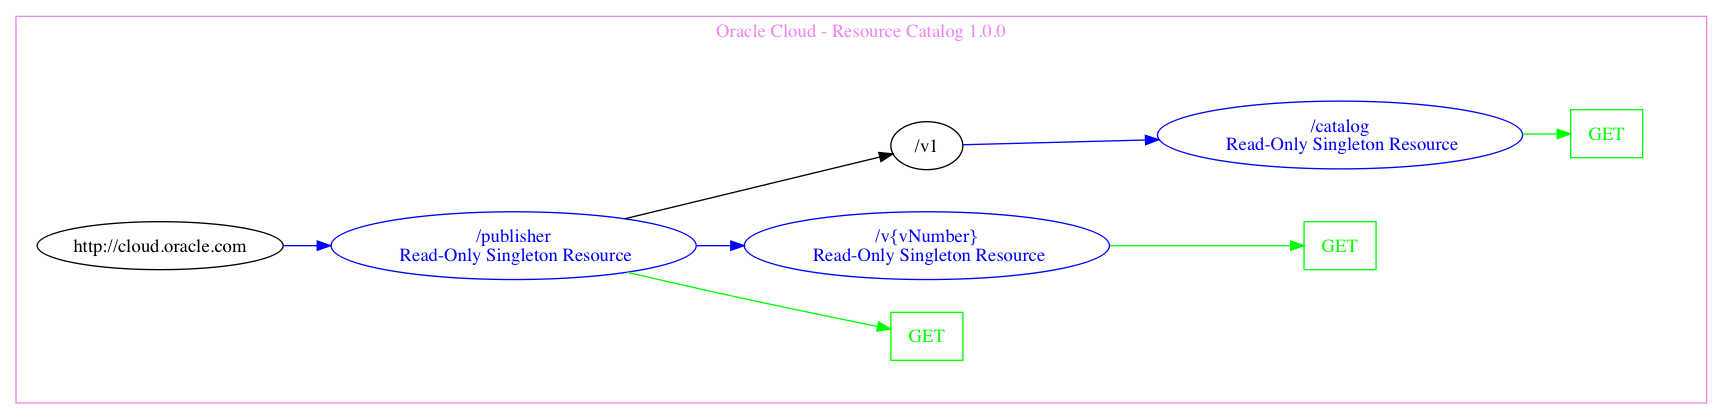 Oracle Cloud - Resource Catalog 1.0.0
/catalog
Read-Only Singleton Resource
GET
/v1
http://cloud.oracle.com
/publisher
Read-Only Singleton Resource
/v{vNumber}
Read-Only Singleton Resource
GET
GET